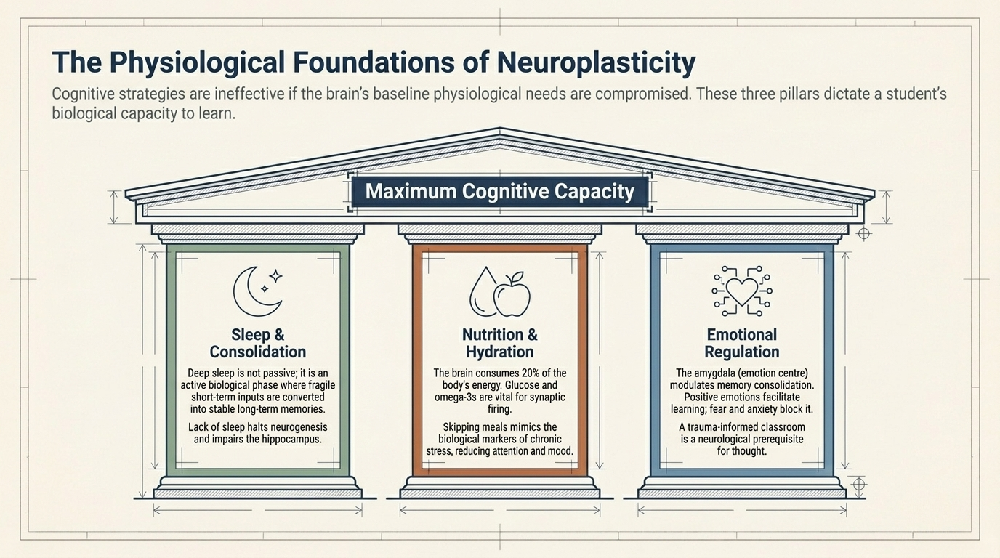 The Physiological Foundations of Neuroplasticity
Cognitive strategies are ineffective if the brain's baseline physiological needs are compromised. These three pillars dictate a student's
biological capacity to learn.
Maximum Cognitive Capacity
Sleep &
Consolidation
Deep sleep is not passive; it is an
active biological phase where fragile
short-term inputs are converted
into stable long-term memories.
Lack of sleep halts neurogenesis
and impairs the hippocampus.
Nutrition &
Hydration
The brain consumes 20% of the
body's energy. Glucose and
omega-3s are vital for synaptic
firing.
Skipping meals mimics the
biological markers of chronic
stress, reducing attention and mood.
Emotional
Regulation
The amygdala (emotion centre)
modulates memory consolidation.
Positive emotions facilitate
learning; fear and anxiety block it.
A trauma-informed classroom
is a neurological prerequisite
for thought.